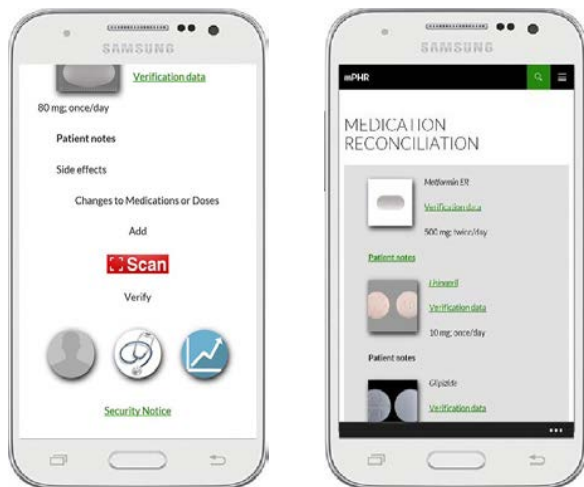 SAMSUNG
Verification data
80 mg; once/day
Patient notes
Side effects
Changes to Medications or Doses
Add
Scan
Verify
Security Notice
SAMSUNG
mPHR
MEDICATION
RECONCILIATION
Metformin ER
Verification data
500 mg; twice/day
Patient notes
Lisinopril
Verification data
10 mg; once/day
Patient notes
Glipizide
Verification data